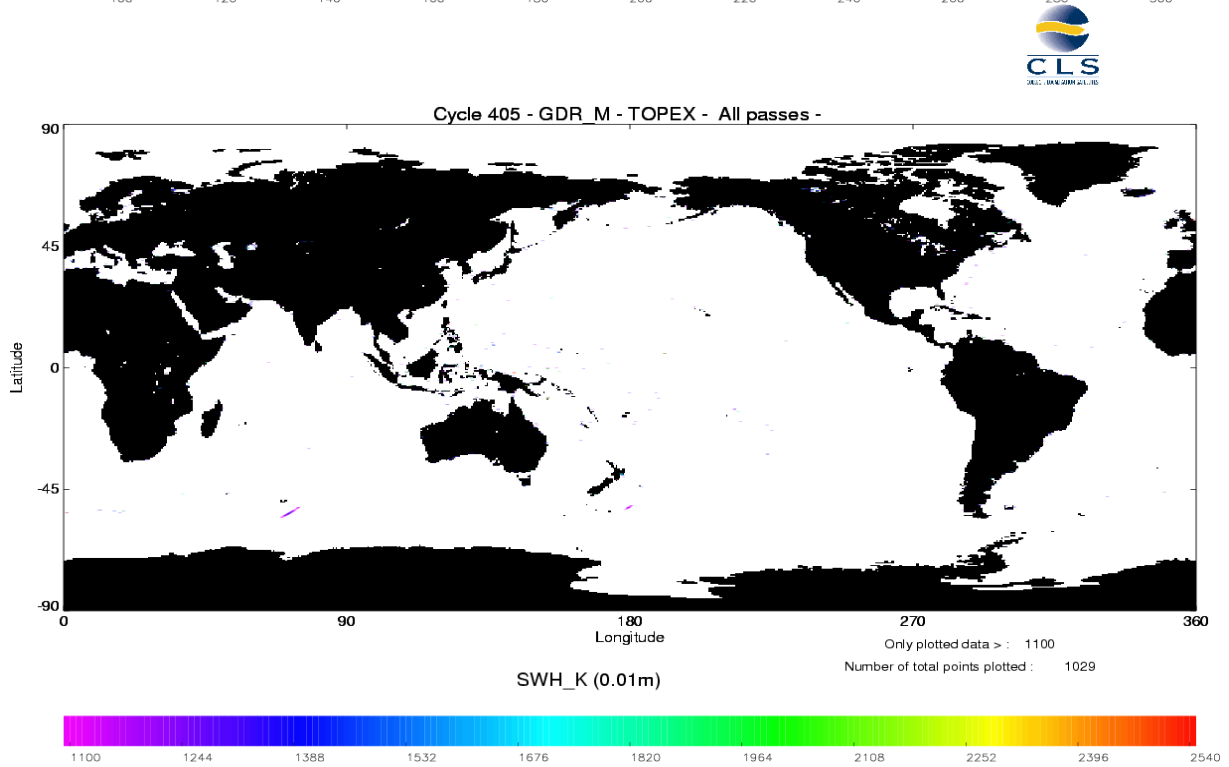 CLS
Cycle 405 - GDR_M - TOPEX - All passes -
90
45
0
-45
-90
Latitude
0 90 180 270 360
Longitude
Only plotted data > : 1100
Number of total points plotted : 1029
SWH_K (0.01m)
1100 1244 1388 1532 1676 1820 1964 2108 2252 2396 2540